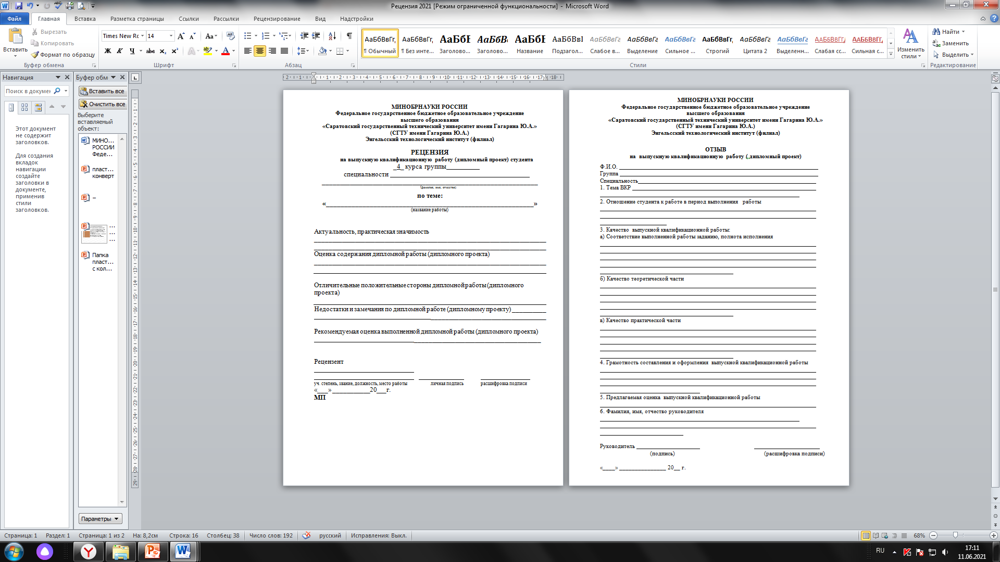 Рецензия 2021 [Режим ограниченной функциональности] - Microsoft Word
Файл Главная Вставка Разметка страницы Ссылки Рассылки Рецензирование Вид Надстройки
Вставить
Вырезать
Копировать
Формат по образцу
Буфер обмена
Times New Rc 14
Шрифт
Абзац
АаБбВвГг, АаБбВвГг, АаБбЕ АаБбВ АаБбЕ АаБбВвІ АаБбВвГг АаБбВвГг АаБбВвГг АаБбВвГг, АаБбВвГг АаБбВвГг ААББВВГГ, ААББВВГГ,
¶ Обычный ¶ Без инте... Заголово... Заголово... Название Подзагол... Слабое в... Выделение Сильное ... Строгий Цитата 2 Выделенн... Слабая сс... Сильная с...
Стили
Изменить стили
Найти
Заменить
Выделить
Редактирование
Навигация
Поиск в докумен
Этот документ
не содержит
заголовков.
Для создания
вкладок
навигации
создайте
заголовки в
документе,
применив
стили
заголовков.
Буфер обм
Вставить все
Очистить все
Выберите
вставляемый
объект:
МИНО...
РОССИИ
Феде...
пласт...
конверт
–
...
...
...
Папка
пласт...
с кол...
Параметры
МИНОБРНАУКИ РОССИИ
Федеральное государственное бюджетное образовательное учреждение
высшего образования
«Саратовский государственный технический университет имени Гагарина Ю.А.»
(СГТУ имени Гагарина Ю.А.)
Энгельсский технологический институт (филиал)
РЕЦЕНЗИЯ
на выпускную квалификационную работу (дипломный проект) студента
_4_ курса группы__________
специальности ____________________
(фамилия, имя, отчество)
по теме:
«____________________»
(название работы)
Актуальность, практическая значимость
Оценка содержания дипломной работы (дипломного проекта)
Отличительные положительные стороны дипломной работы (дипломного
проекта)
Недостатки и замечания по дипломной работе (дипломному проекту) __________
Рекомендуемая оценка выполненной дипломной работы (дипломного проекта)
Рецензент
уч. степень, звание, должность, место работы личная подпись расшифровка подписи
«___»___________20___г.
МП
МИНОБРНАУКИ РОССИИ
Федеральное государственное бюджетное образовательное учреждение
высшего образования
«Саратовский государственный технический университет имени Гагарина Ю.А.»
(СГТУ имени Гагарина Ю.А.)
Энгельсский технологический институт (филиал)
ОТЗЫВ
на выпускную квалификационную работу (дипломный проект)
Ф.И.О. ____________________
Группа ____________________
Специальность____________________
1. Тема ВКР ____________________
2. Отношение студента к работе в период выполнения работы
3. Качество выпускной квалификационной работы:
а) Соответствие выполненной работы заданию, полнота исполнения
б) Качество теоретической части
в) Качество практической части
4. Грамотность составления и оформления выпускной квалификационной работы
5. Предлагаемая оценка выпускной квалификационной работы
6. Фамилия, имя, отчество руководителя
Руководитель ____________________ ____________________
(подпись) (расшифровка подписи)
«____» _______________ 20__ г.
Страница: 1 Раздел: 1 Страница: 1 из 2 На: 8,2см Строка: 16 Столбец: 38 Число слов: 192 русский Исправления: Выкл. 68%
RU 17:11
11.06.2021